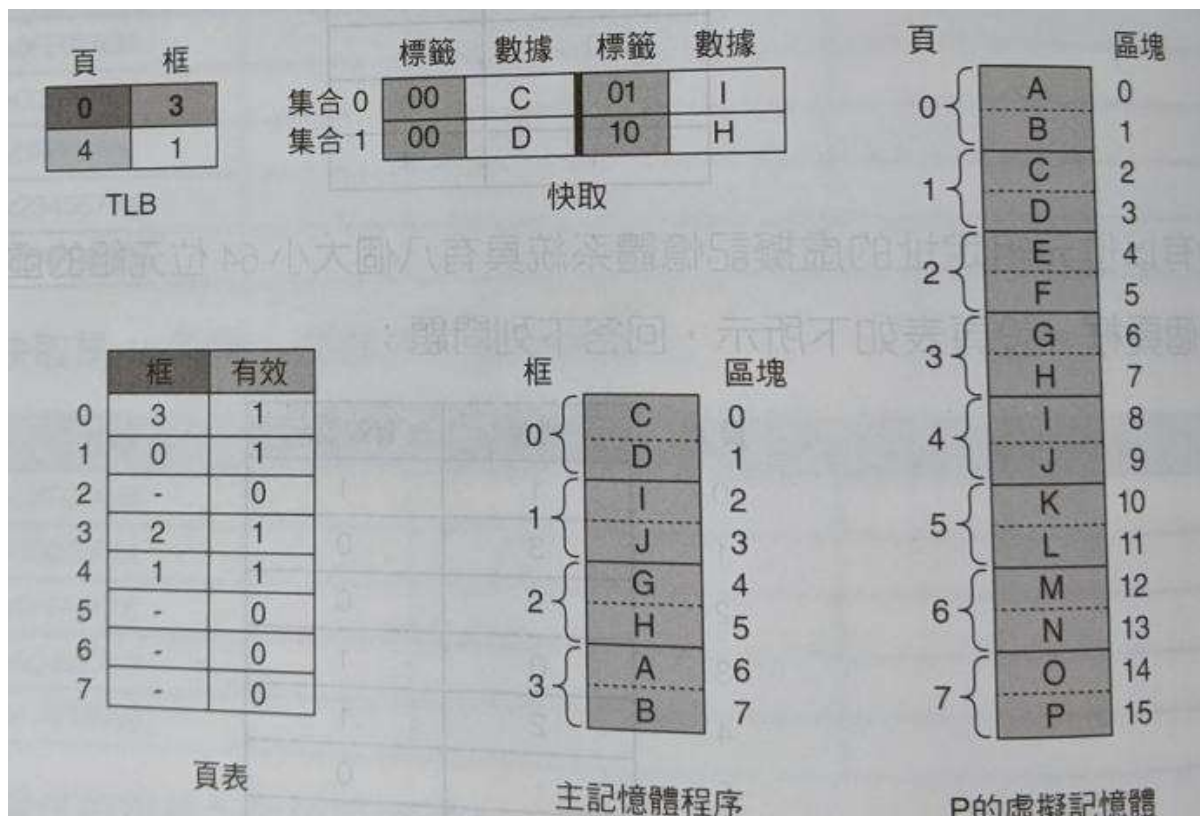 頁 框
0 3
4 1
TLB
標籤 數據 標籤 數據
集合 0 00 C 01 I
集合 1 00 D 10 H
快取
框 有效
0 3 1
1 0 1
2 - 0
3 2 1
4 1 1
5 - 0
6 - 0
7 - 0
頁表
框 區塊
0 C 0
D 1
1 I 2
J 3
2 G 4
H 5
3 A 6
B 7
主記憶體程序
頁 區塊
0 A 0
B 1
1 C 2
D 3
2 E 4
F 5
3 G 6
H 7
4 I 8
J 9
5 K 10
L 11
6 M 12
N 13
7 O 14
P 15
P的虛擬記憶體